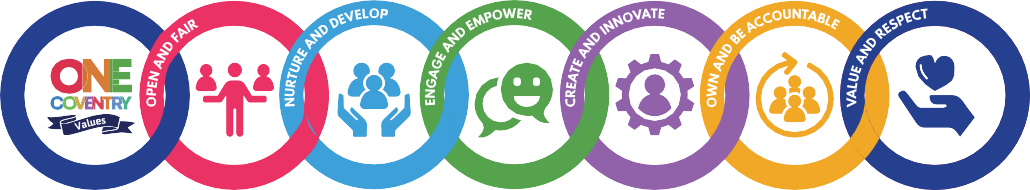 ONE
COVENTRY
Values
OPEN AND FAIR
NURTURE AND DEVELOP
ENGAGE AND EMPOWER
CREATE AND INNOVATE
OWN AND BE ACCOUNTABLE
VALUE AND RESPECT